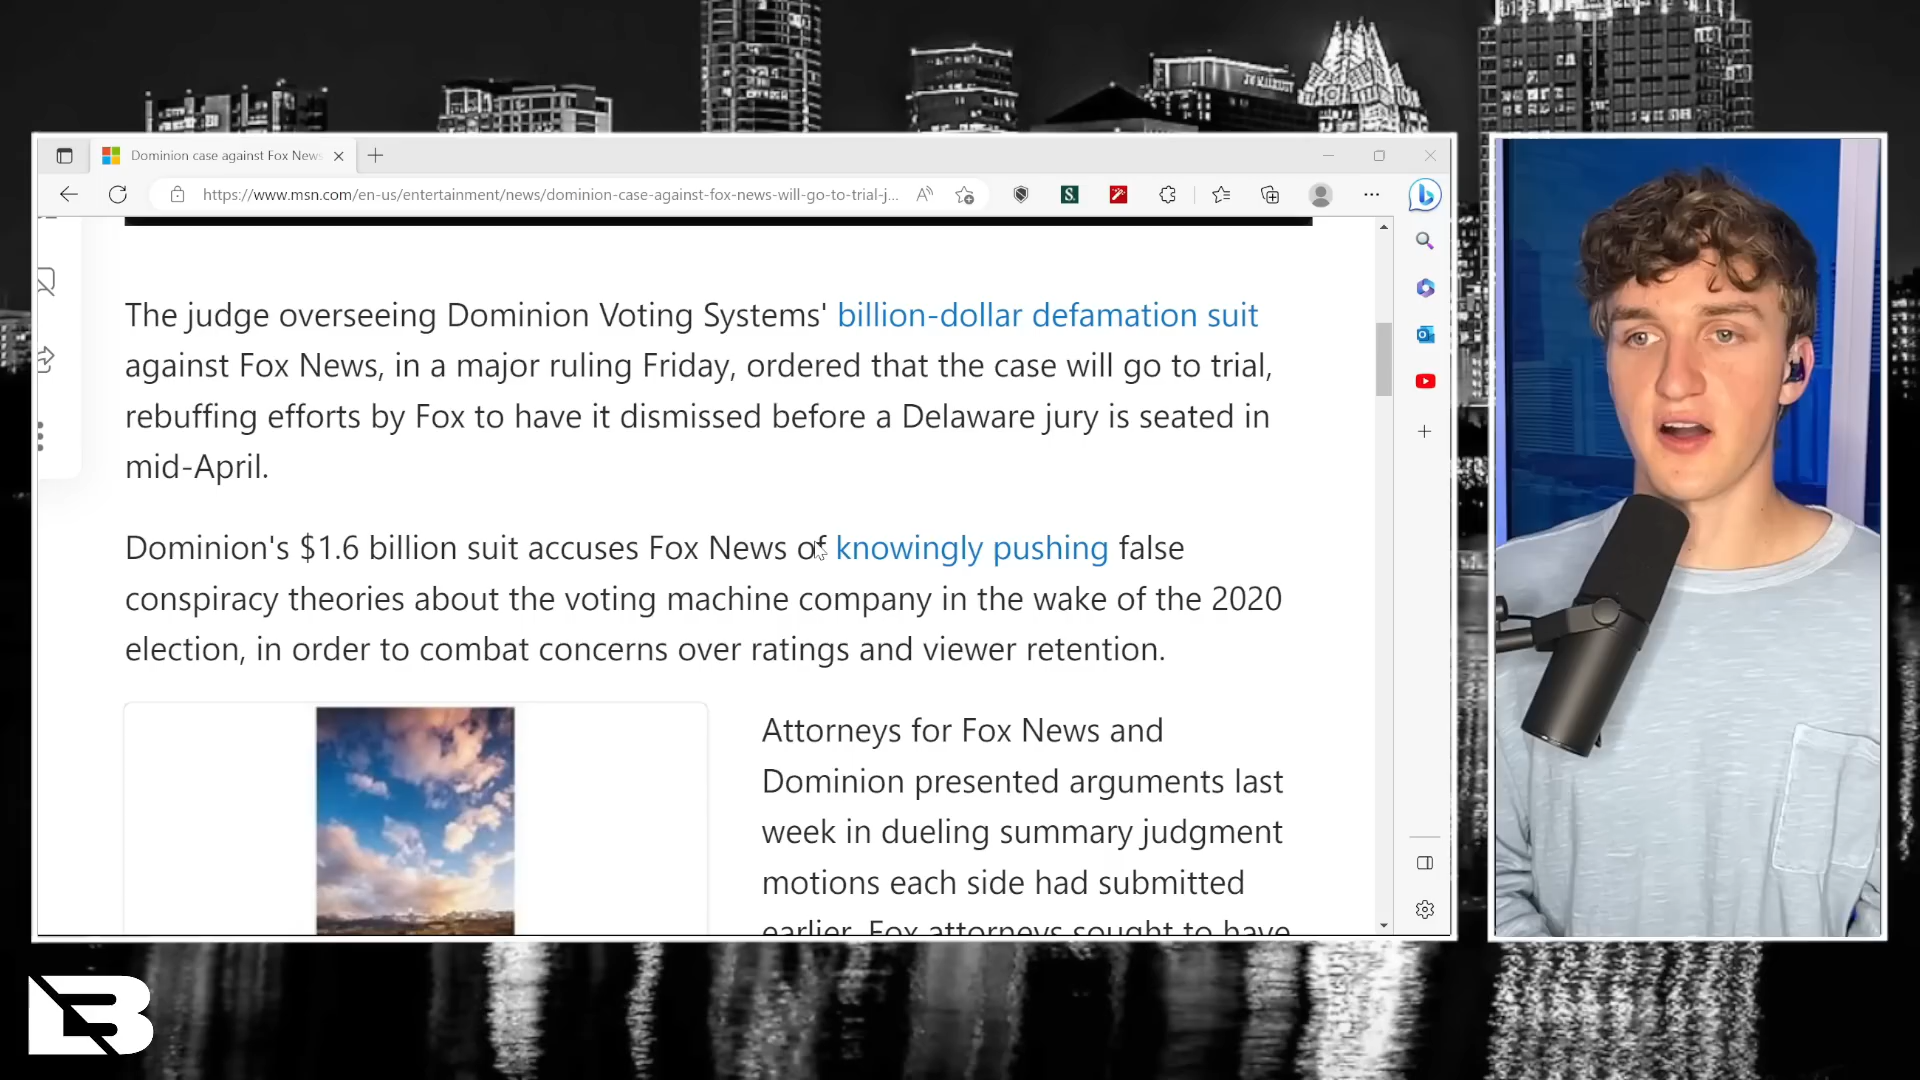 Dominion case against Fox News
https://www.msn.com/en-us/entertainment/news/dominion-case-against-fox-news-will-go-to-trial-j...
The judge overseeing Dominion Voting Systems' billion-dollar defamation suit
against Fox News, in a major ruling Friday, ordered that the case will go to trial,
rebuffing efforts by Fox to have it dismissed before a Delaware jury is seated in
mid-April.
Dominion's $1.6 billion suit accuses Fox News of knowingly pushing false
conspiracy theories about the voting machine company in the wake of the 2020
election, in order to combat concerns over ratings and viewer retention.
Attorneys for Fox News and
Dominion presented arguments last
week in dueling summary judgment
motions each side had submitted
earlier. Fox attorneys sought to have